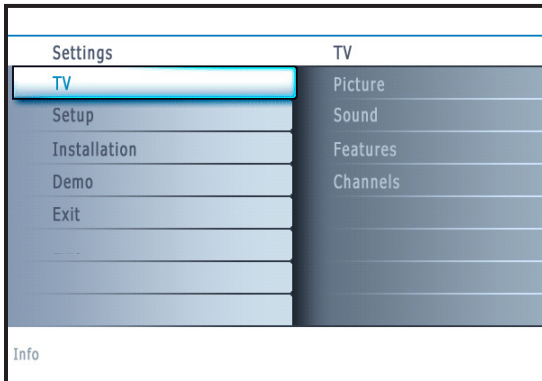 Settings
TV
TV
Picture
Setup
Sound
Installation
Features
Demo
Channels
Exit
Info